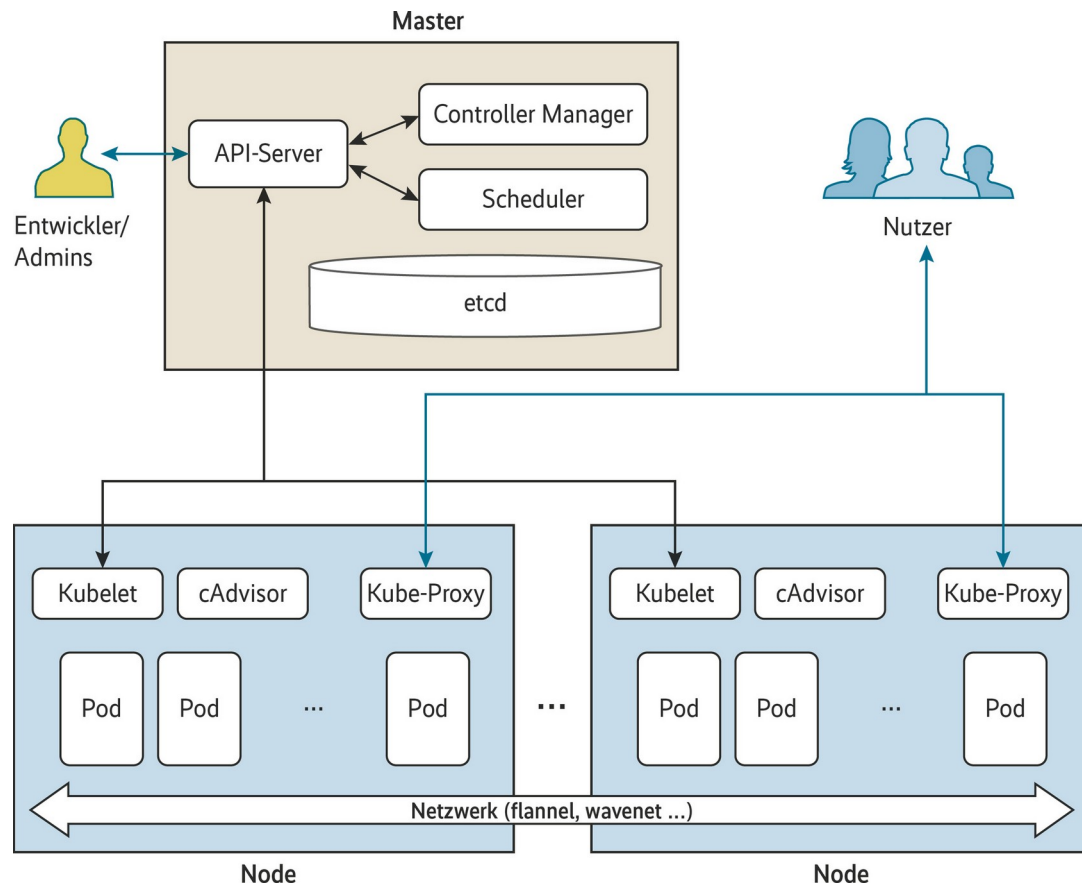 Master
Controller Manager
API-Server
Scheduler
etcd
Entwickler/
Admins
Nutzer
Kubelet
cAdvisor
Kube-Proxy
Pod
Pod
...
Pod
...
Kubelet
cAdvisor
Kube-Proxy
Pod
Pod
...
Pod
Netzwerk (flannel, wavenet ...)
Node
Node